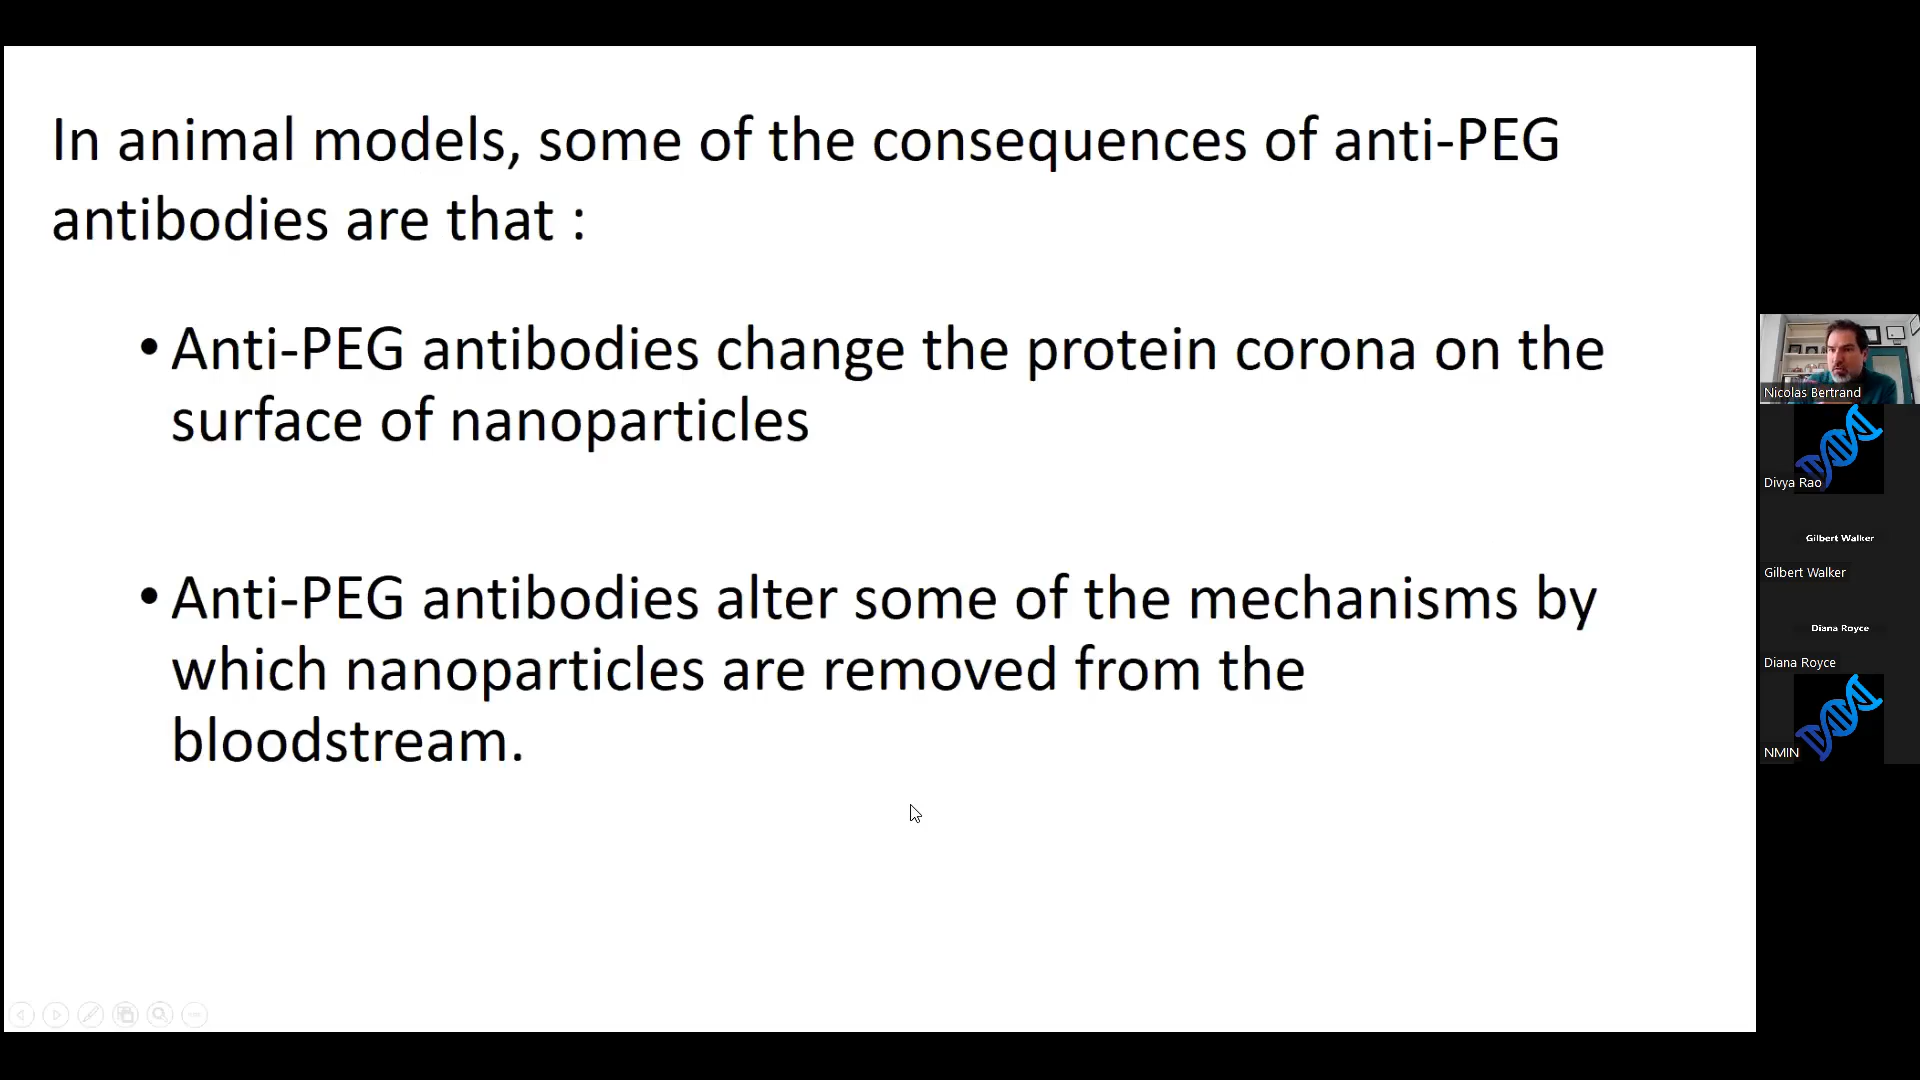 In animal models, some of the consequences of anti-PEG
antibodies are that :
• Anti-PEG antibodies change the protein corona on the
surface of nanoparticles
• Anti-PEG antibodies alter some of the mechanisms by
which nanoparticles are removed from the
bloodstream.
Nicolas Bertrand
Divya Rao
Gilbert Walker
Gilbert Walker
Diana Royce
Diana Royce
NMIN